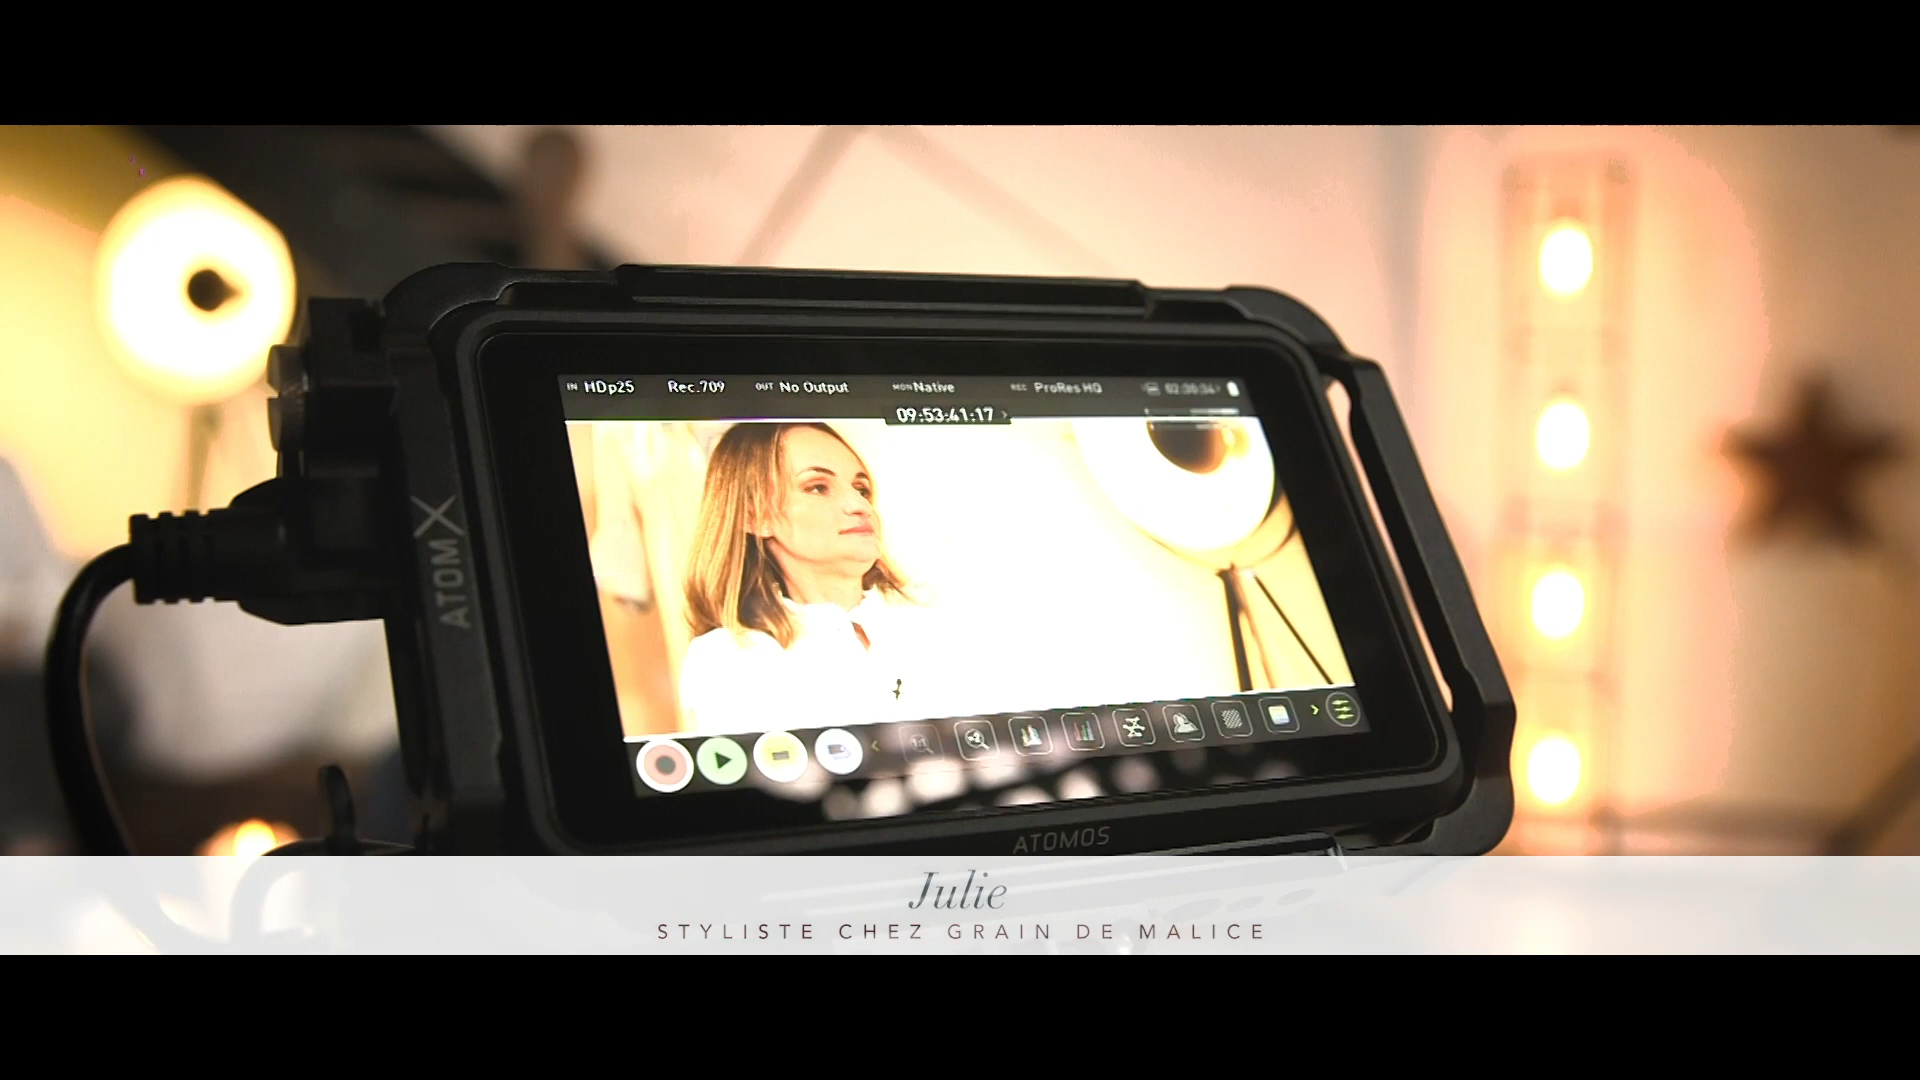 IN HDp25 Rec.709 OUT No Output MON Native REC ProRes HQ
09:53:41:17
ATOMX
ATOMOS
Julie
STYLISTE CHEZ GRAIN DE MALICE